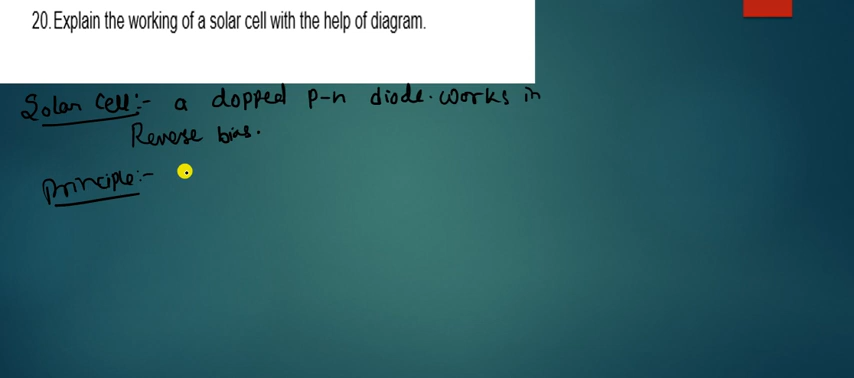 20.Explain the working of a solar cell with the help of diagram.
Solar Cell:- a dopped p-n diode. works in
Reverse bias.
Principle:-